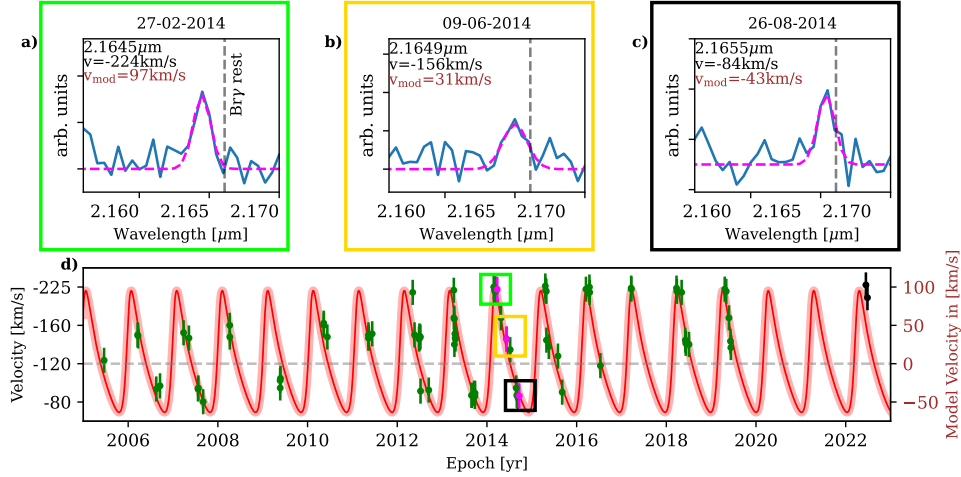 27-02-2014
a)
2.1645μm
v=-224km/s
v_mod=97km/s
Brγ rest
arb. units
2.160 2.165 2.170
Wavelength [μm]
09-06-2014
b)
2.1649μm
v=-156km/s
v_mod=31km/s
arb. units
2.160 2.165 2.170
Wavelength [μm]
26-08-2014
c)
2.1655μm
v=-84km/s
v_mod=-43km/s
arb. units
2.160 2.165 2.170
Wavelength [μm]
d)
Velocity [km/s]
-225
-160
-120
-80
100
50
0
−50
Model Velocity in [km/s]
2006 2008 2010 2012 2014 2016 2018 2020 2022
Epoch [yr]